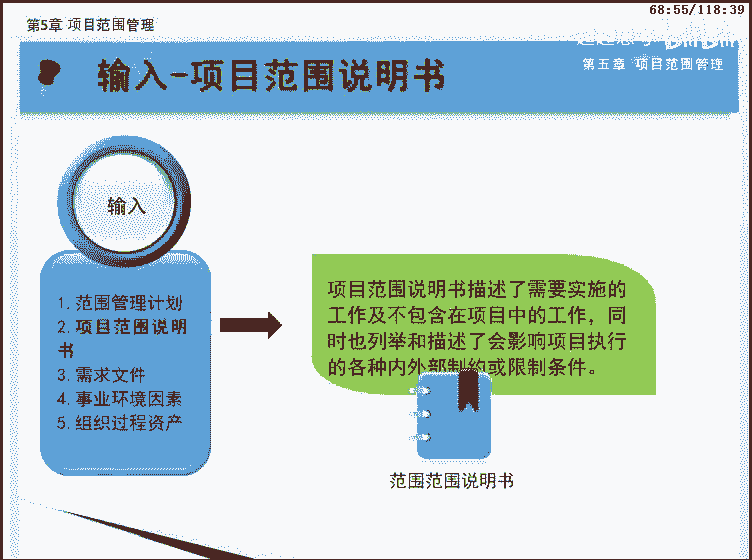 68:55/118:39
第5章 项目范围管理
输入-项目范围说明书
第五章 项目范围管理
输入
1.范围管理计划
2.项目范围说明
书
3.需求文件
4.事业环境因素
5.组织过程资产
项目范围说明书描述了需要实施的
工作及不包含在项目中的工作，同
时也列举和描述了会影响项目执行
的各种内外部制约或限制条件。
范围范围说明书